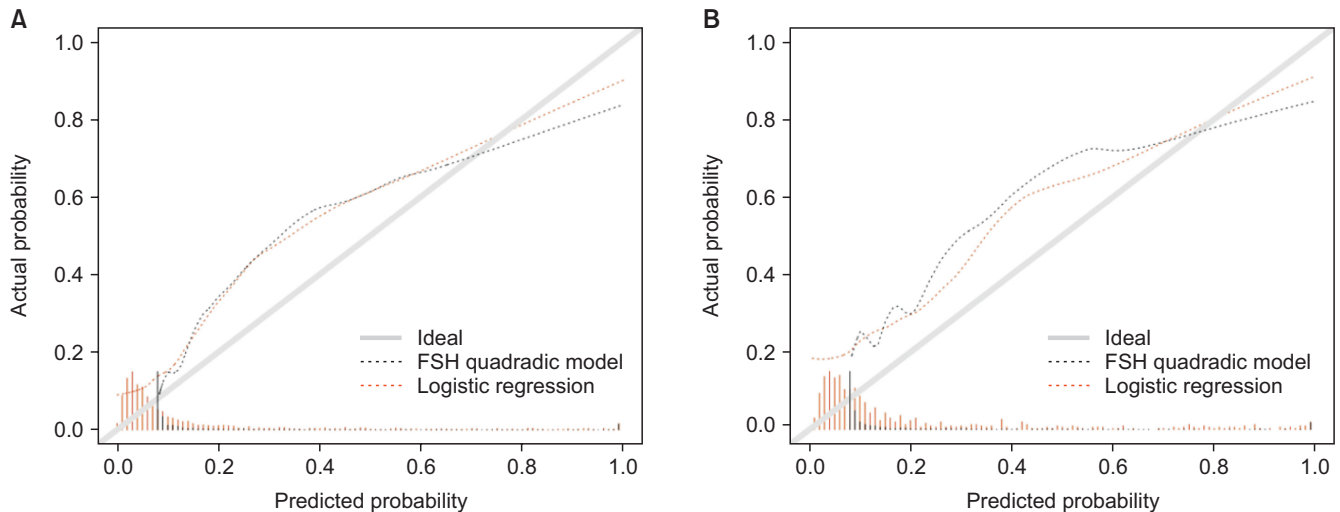 A
1.0
0.8
0.6
0.4
0.2
0.0
Actual probability
Ideal
FSH quadradic model
Logistic regression
0.0 0.2 0.4 0.6 0.8 1.0
Predicted probability
B
1.0
0.8
0.6
0.4
0.2
0.0
Actual probability
Ideal
FSH quadradic model
Logistic regression
0.0 0.2 0.4 0.6 0.8 1.0
Predicted probability